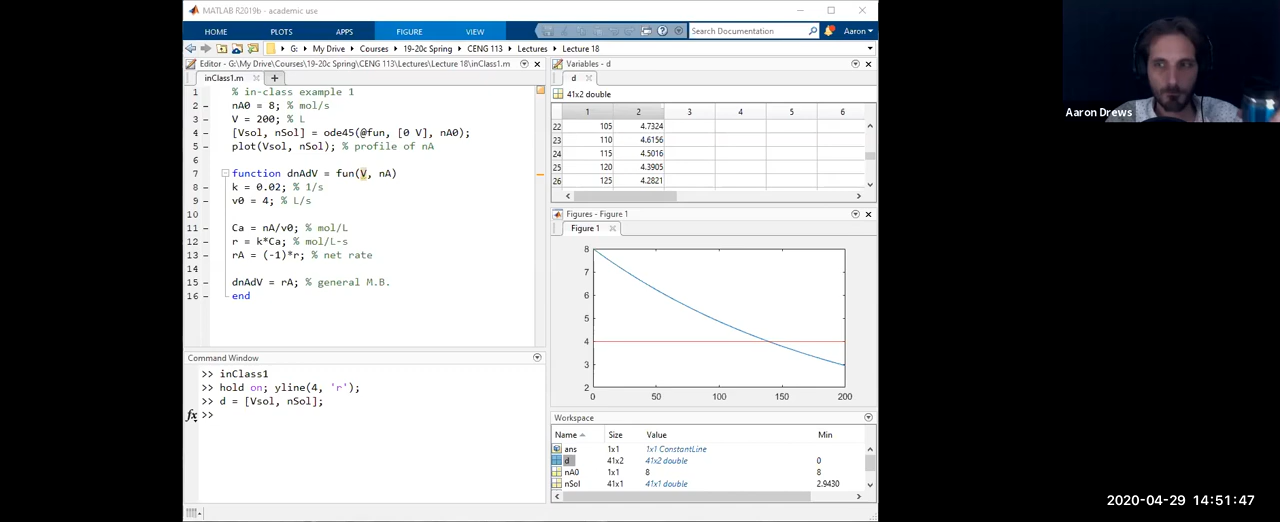 MATLAB R2019b - academic use
HOME PLOTS APPS FIGURE VIEW Search Documentation Aaron
G: My Drive Courses 19-20c Spring CENG 113 Lectures Lecture 18
Editor - G:\My Drive\Courses\19-20c Spring\CENG 113\Lectures\Lecture 18\inClass1.m
inClass1.m
1 % in-class example 1
2 - nA0 = 8; % mol/s
3 - V = 200; % L
4 - [Vsol, nSol] = ode45(@fun, [0 V], nA0);
5 - plot(Vsol, nSol); % profile of nA
6
7 function dnAdV = fun(V, nA)
8 - k = 0.02; % 1/s
9 - v0 = 4; % L/s
10
11 - Ca = nA/v0; % mol/L
12 - r = k*Ca; % mol/L-s
13 - rA = (-1)*r; % net rate
14
15 - dnAdV = rA; % general M.B.
16 - end
Command Window
>> inClass1
>> hold on; yline(4, 'r');
>> d = [Vsol, nSol];
fx >>
Variables - d
d
41x2 double
1 2 3 4 5 6
22 105 4.7324
23 110 4.6156
24 115 4.5016
25 120 4.3905
26 125 4.2821
Figures - Figure 1
Figure 1
8
7
6
5
4
3
2
0 50 100 150 200
Workspace
Name Size Value Min
ans 1x1 1x1 ConstantLine
d 41x2 41x2 double 0
nA0 1x1 8 8
nSol 41x1 41x1 double 2.9430
Aaron Drews
2020-04-29 14:51:47